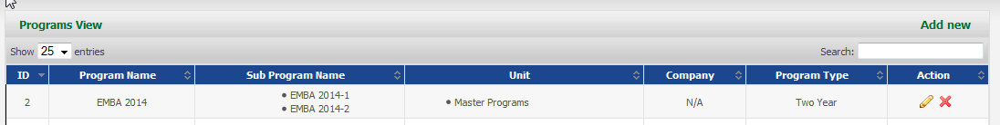 Programs View Add new
Show 25 entries Search:
ID Program Name Sub Program Name Unit Company Program Type Action
2 EMBA 2014 • EMBA 2014-1 • Master Programs N/A Two Year
• EMBA 2014-2